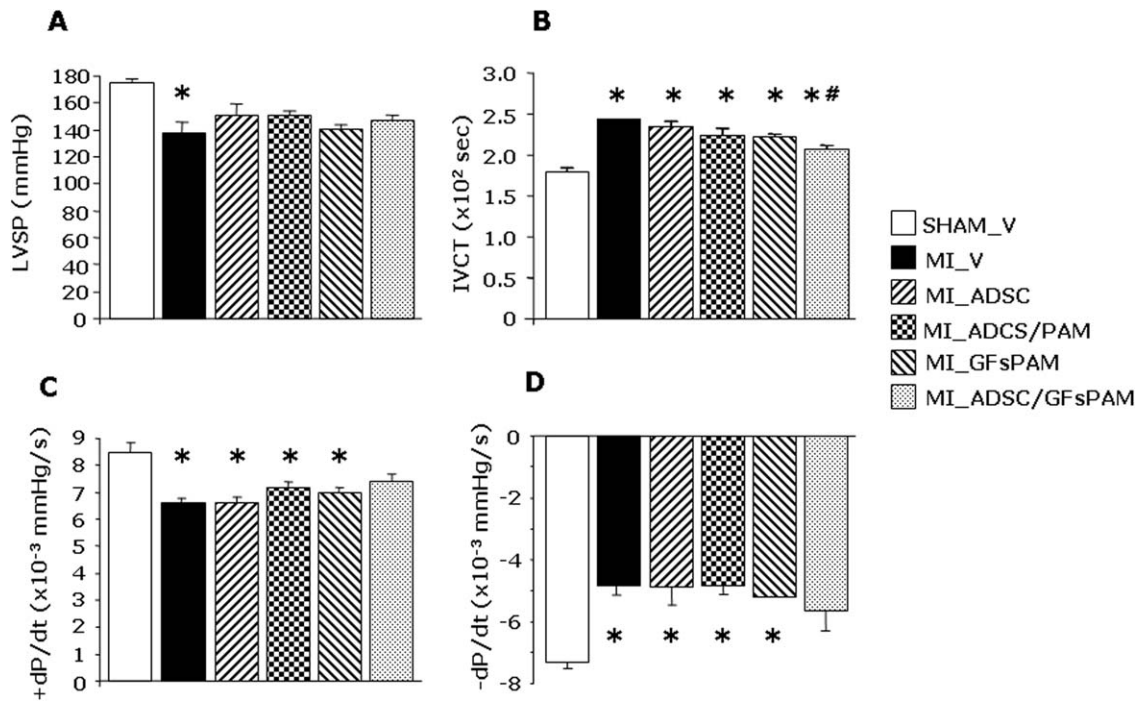 A
180
160
140
120
100
80
60
40
20
0
LVSP (mmHg)
*
B
3.0
2.5
2.0
1.5
1.0
0.5
0
IVCT (x10² sec)
* * * * *#
SHAM_V
MI_V
MI_ADSC
MI_ADCS/PAM
MI_GFsPAM
MI_ADSC/GFsPAM
C
9
8
7
6
5
4
3
2
1
0
+dP/dt (x10⁻³ mmHg/s)
* * * *
D
0
-2
-4
-6
-8
-dP/dt (x10⁻³ mmHg/s)
* * * *